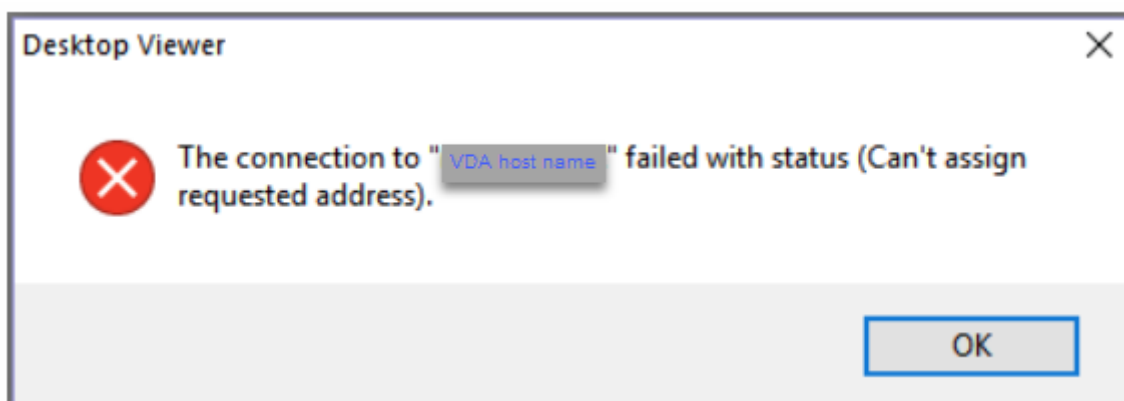 Desktop Viewer
The connection to "VDA host name" failed with status (Can't assign
requested address).
OK